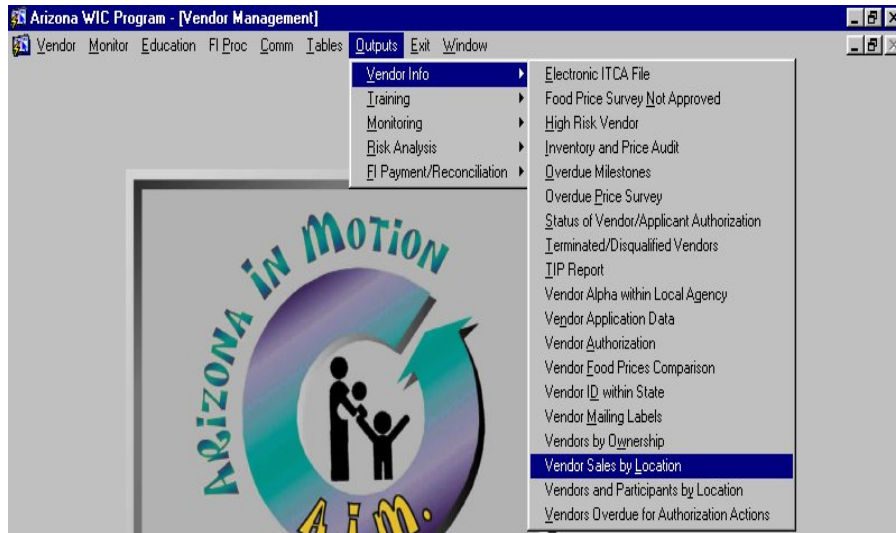 Arizona WIC Program - [Vendor Management]
Vendor Monitor Education FI Proc Comm Tables Outputs Exit Window
Vendor Info
Training
Monitoring
Risk Analysis
FI Payment/Reconciliation
Electronic ITCA File
Food Price Survey Not Approved
High Risk Vendor
Inventory and Price Audit
Overdue Milestones
Overdue Price Survey
Status of Vendor/Applicant Authorization
Terminated/Disqualified Vendors
TIP Report
Vendor Alpha within Local Agency
Vendor Application Data
Vendor Authorization
Vendor Food Prices Comparison
Vendor ID within State
Vendor Mailing Labels
Vendors by Ownership
Vendor Sales by Location
Vendors and Participants by Location
Vendors Overdue for Authorization Actions
ARiZONA iN MOTiON
A.i.m.